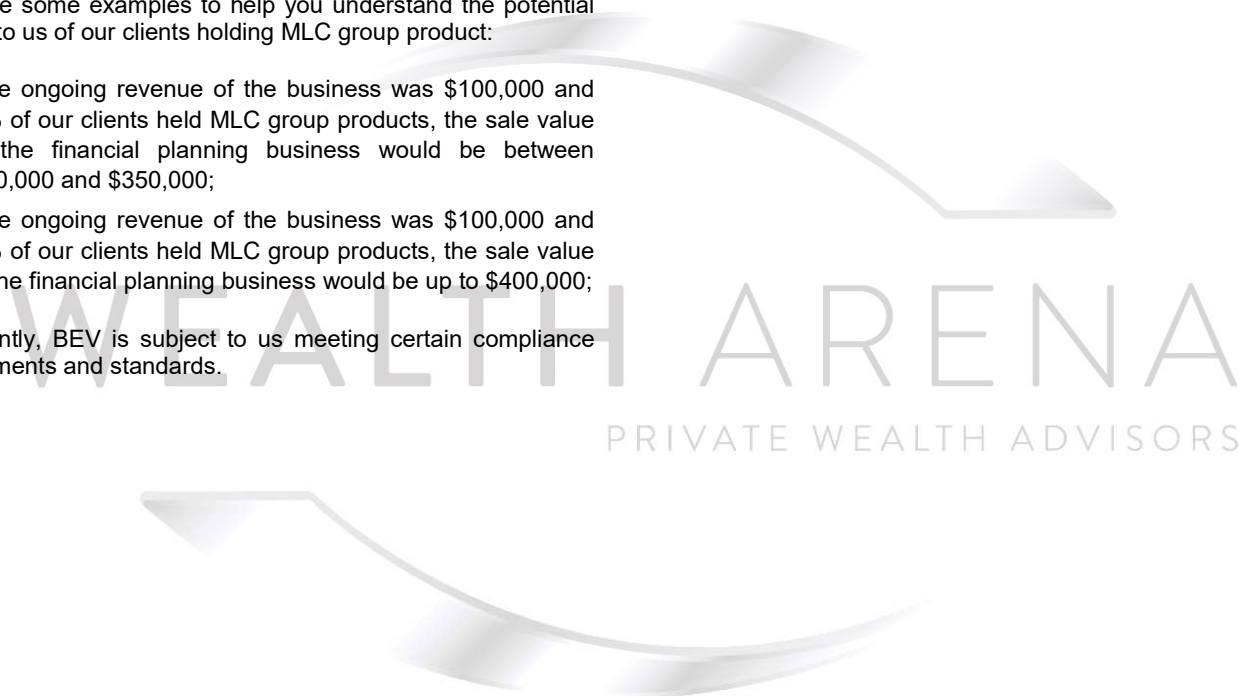 e some examples to help you understand the potential
to us of our clients holding MLC group product:
e ongoing revenue of the business was $100,000 and
of our clients held MLC group products, the sale value
the financial planning business would be between
0,000 and $350,000;
e ongoing revenue of the business was $100,000 and
of our clients held MLC group products, the sale value
he financial planning business would be up to $400,000;
ntly, BEV is subject to us meeting certain compliance
ments and standards.
WEALTH ARENA
PRIVATE WEALTH ADVISORS